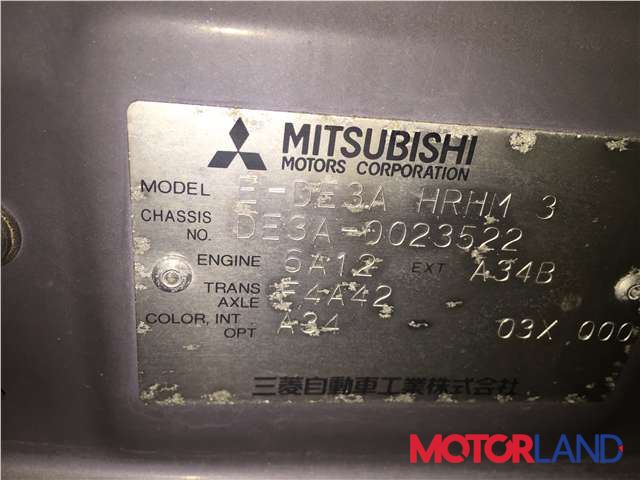 MITSUBISHI
MOTORS CORPORATION
MODEL E-DE3A HRHM 3
CHASSIS NO. DE3A-0023522
ENGINE 6A12 EXT A34B
TRANS AXLE F4A42
COLOR, INT OPT A34 03X 000
三菱自動車工業株式会社
MOTORLAND